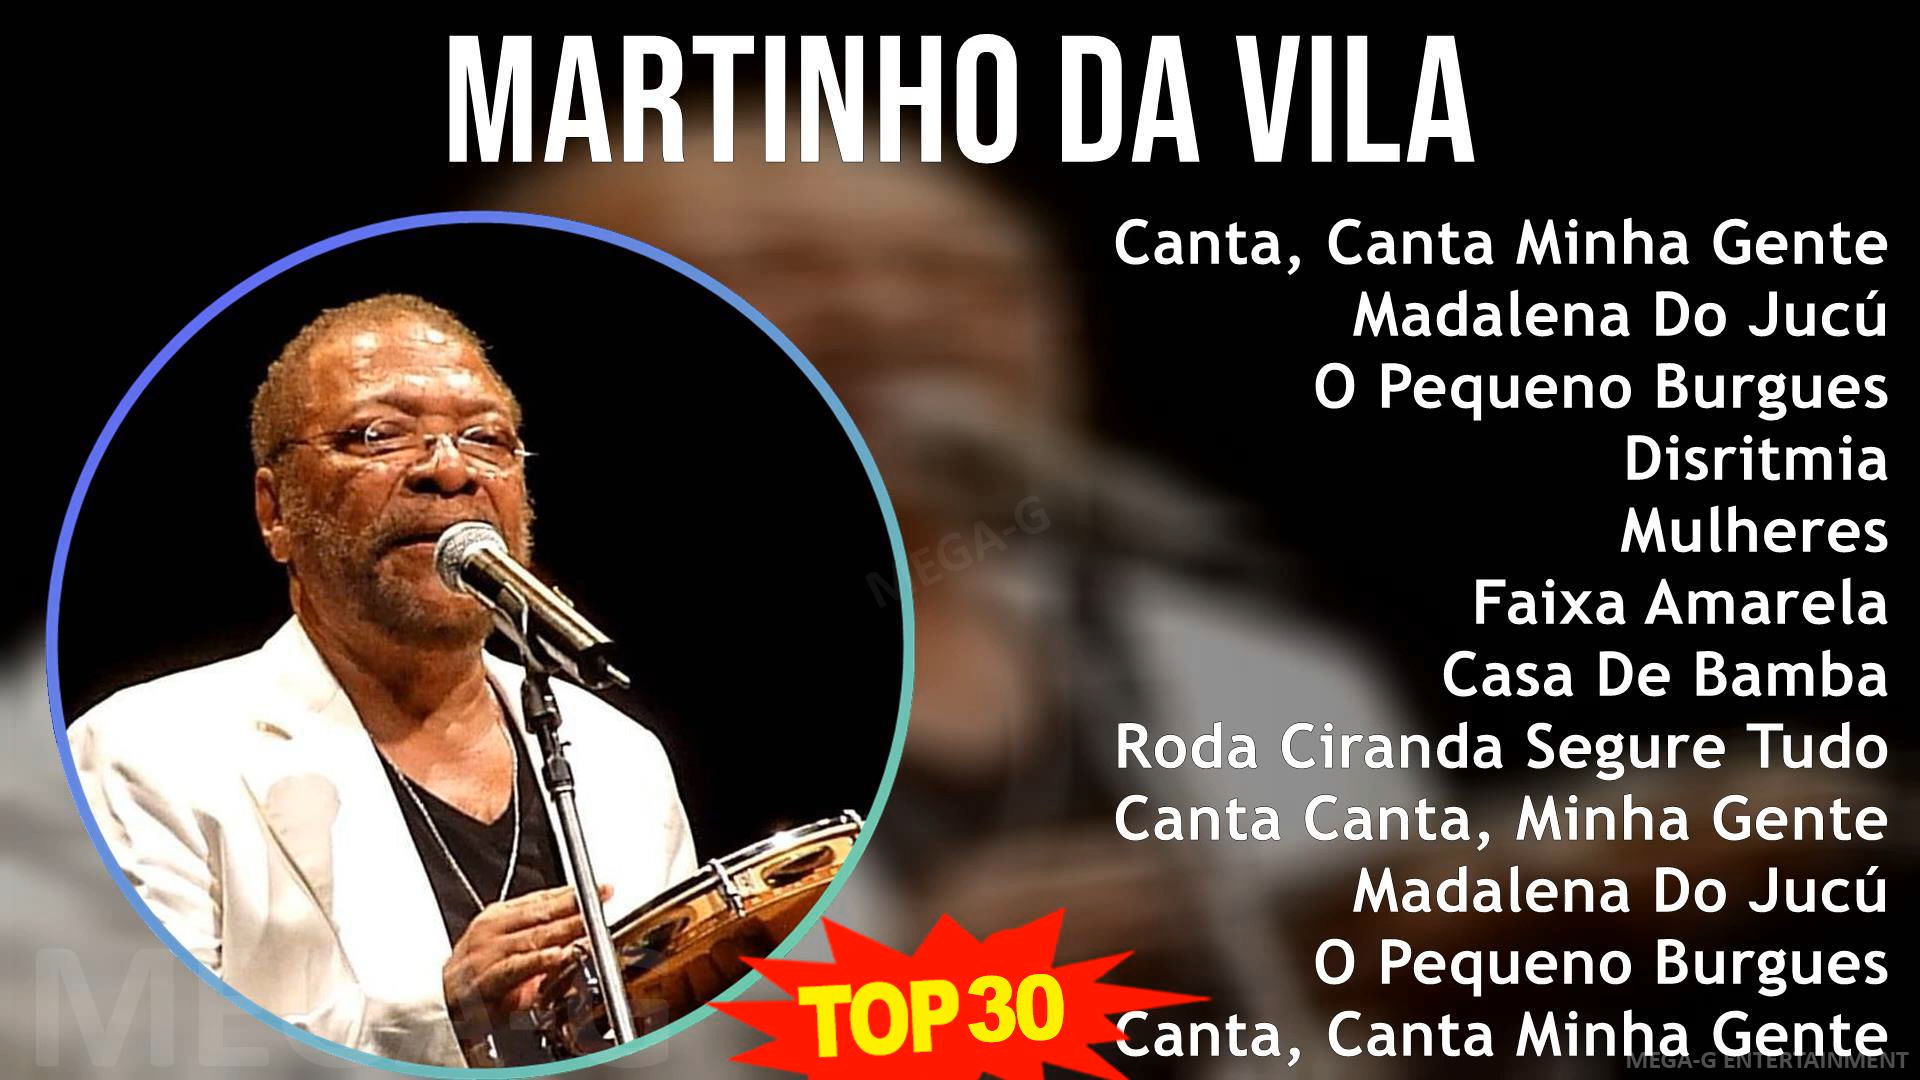 MARTINHO DA VILA
Canta, Canta Minha Gente
Madalena Do Jucú
O Pequeno Burgues
Disritmia
Mulheres
Faixa Amarela
Casa De Bamba
Roda Ciranda Segure Tudo
Canta Canta, Minha Gente
Madalena Do Jucú
O Pequeno Burgues
Canta, Canta Minha Gente
TOP 30
MEGA-G
MEGA-G
MEGA-G ENTERTAINMENT